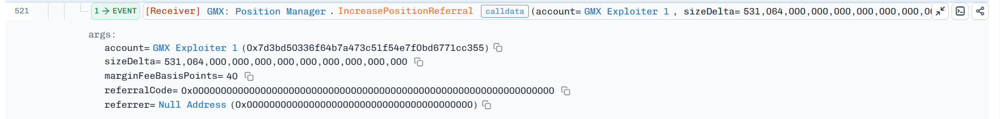 521 1 → EVENT [Receiver] GMX: Position Manager . IncreasePositionReferral calldata (account= GMX Exploiter 1 , sizeDelta= 531,064,000,000,000,000,000,000,0
args:
account= GMX Exploiter 1 (0x7d3bd50336f64b7a473c51f54e7f0bd6771cc355)
sizeDelta= 531,064,000,000,000,000,000,000,000,000,000
marginFeeBasisPoints= 40
referralCode= 0x0000000000000000000000000000000000000000000000000000000000000000
referrer= Null Address (0x0000000000000000000000000000000000000000)